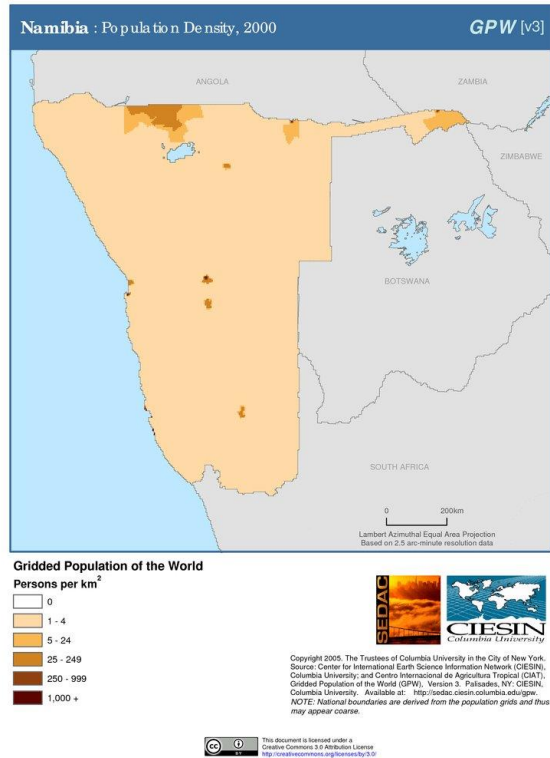 Namibia : Population Density, 2000
GPW [v3]
ANGOLA
ZAMBIA
ZIMBABWE
BOTSWANA
SOUTH AFRICA
0 200km
Lambert Azimuthal Equal Area Projection
Based on 2.5 arc-minute resolution data
Gridded Population of the World
Persons per km²
0
1 - 4
5 - 24
25 - 249
250 - 999
1,000 +
SEDAC
CIESIN
Columbia University
Copyright 2005. The Trustees of Columbia University in the City of New York.
Source: Center for International Earth Science Information Network (CIESIN),
Columbia University; and Centro Internacional de Agricultura Tropical (CIAT),
Gridded Population of the World (GPW), Version 3. Palisades, NY: CIESIN,
Columbia University. Available at: http://sedac.ciesin.columbia.edu/gpw.
NOTE: National boundaries are derived from the population grids and thus
may appear coarse.
cc
BY
This document is licensed under a
Creative Commons 3.0 Attribution License
http://creativecommons.org/licenses/by/3.0/